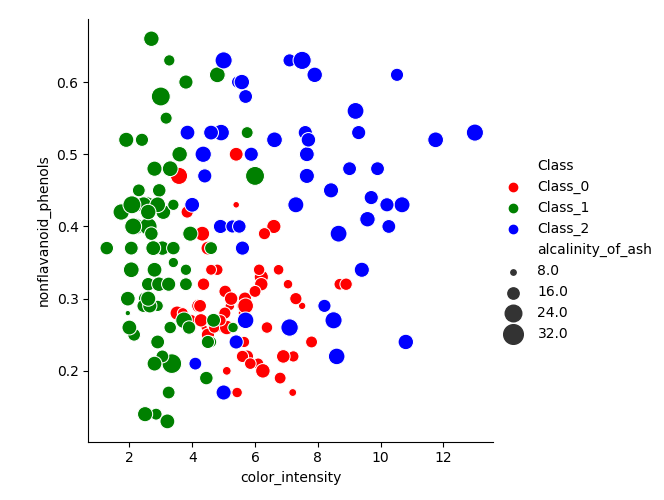 0.6
0.5
0.4
0.3
0.2
nonflavanoid_phenols
2
4
6
8
10
12
color_intensity
Class
Class_0
Class_1
Class_2
alcalinity_of_ash
8.0
16.0
24.0
32.0